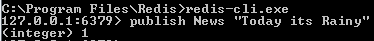 C:\Program Files\Redis>redis-cli.exe
127.0.0.1:6379> publish News "Today its Rainy"
(integer) 1